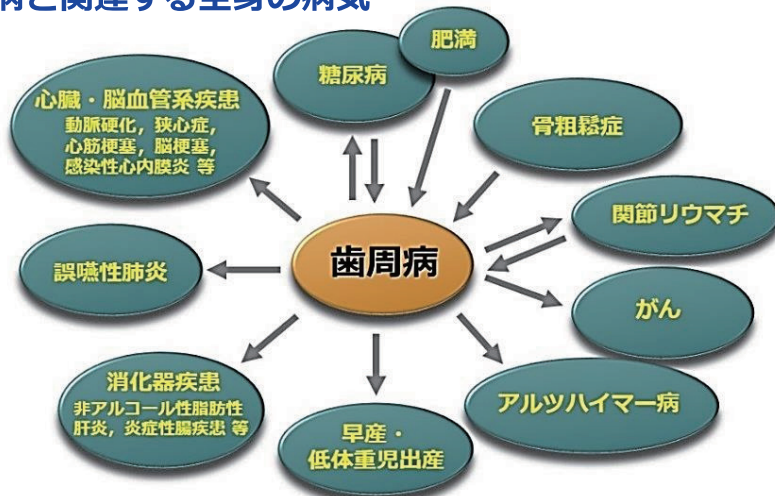 病と関連する全身の病気
肥満
糖尿病
心臓・脳血管系疾患
動脈硬化，狭心症，
心筋梗塞，脳梗塞，
感染性心内膜炎 等
骨粗鬆症
関節リウマチ
歯周病
誤嚥性肺炎
がん
消化器疾患
非アルコール性脂肪性
肝炎，炎症性腸疾患 等
アルツハイマー病
早産・
低体重児出産